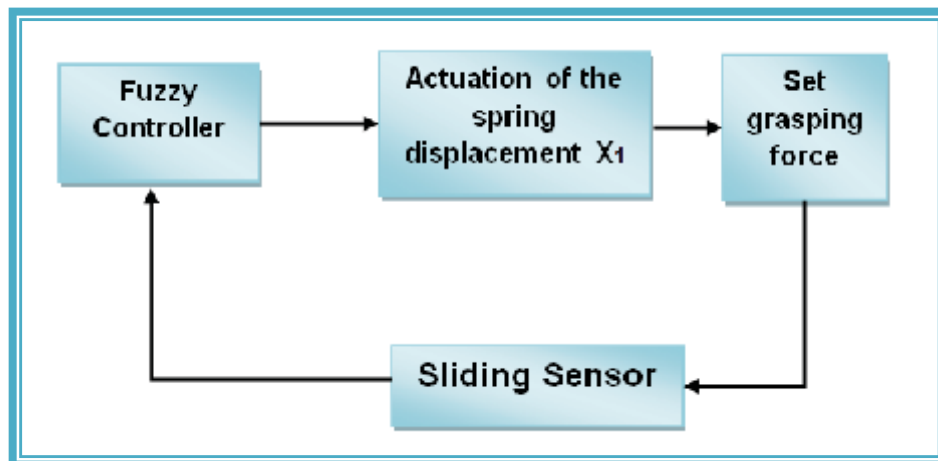 Fuzzy
Controller
Actuation of the
spring
displacement X1
Set
grasping
force
Sliding Sensor